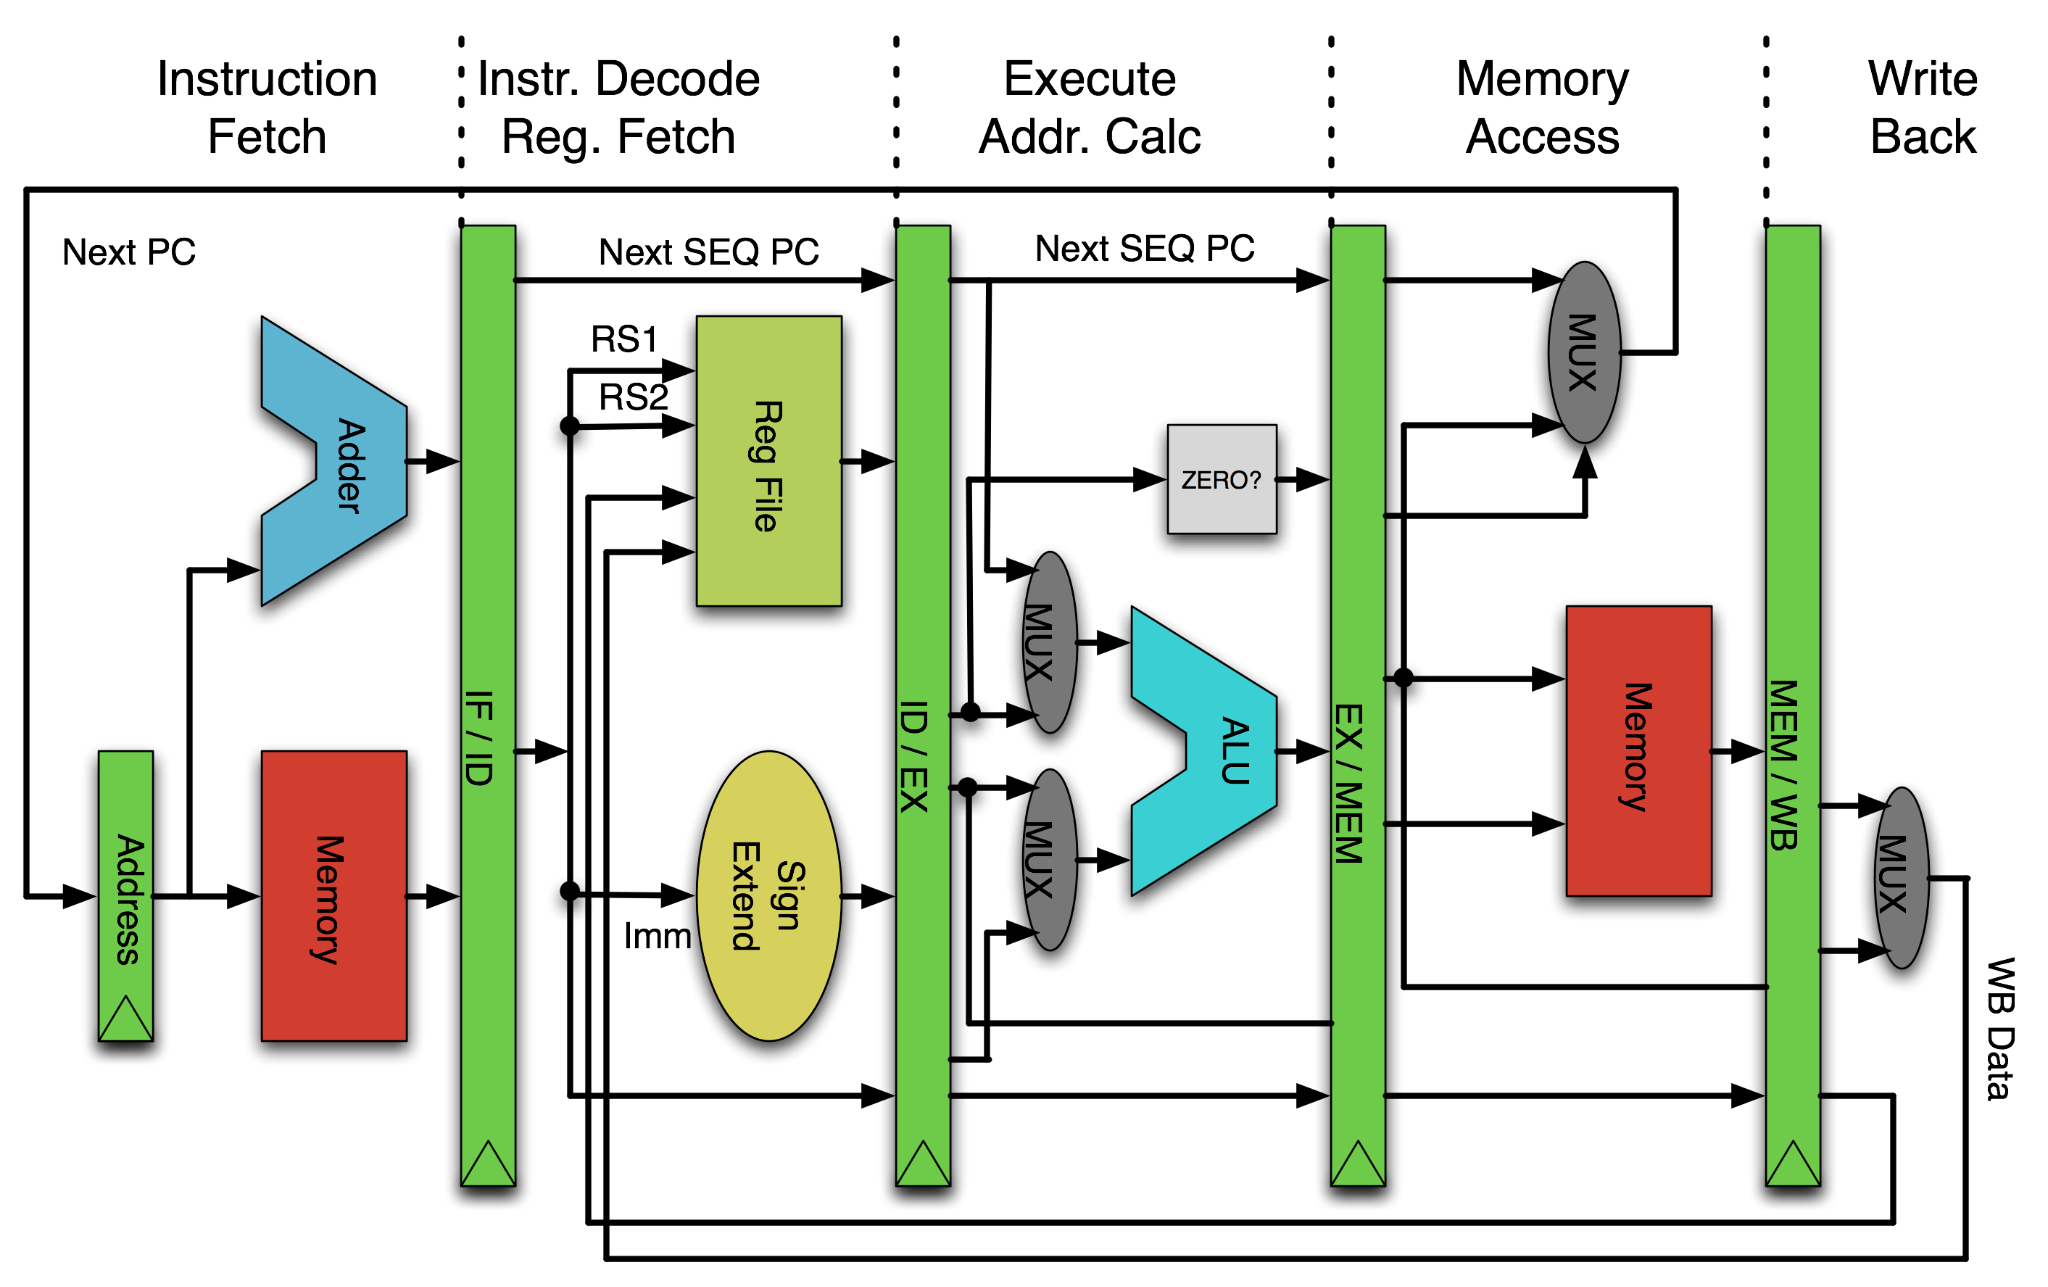 Instruction
Fetch
Instr. Decode
Reg. Fetch
Execute
Addr. Calc
Memory
Access
Write
Back
Next PC
Next SEQ PC
Next SEQ PC
RS1
RS2
Adder
Reg File
ZERO?
MUX
MUX
MUX
ALU
Memory
Address
Memory
IF / ID
Sign
Extend
Imm
ID / EX
EX / MEM
MEM / WB
MUX
WB Data